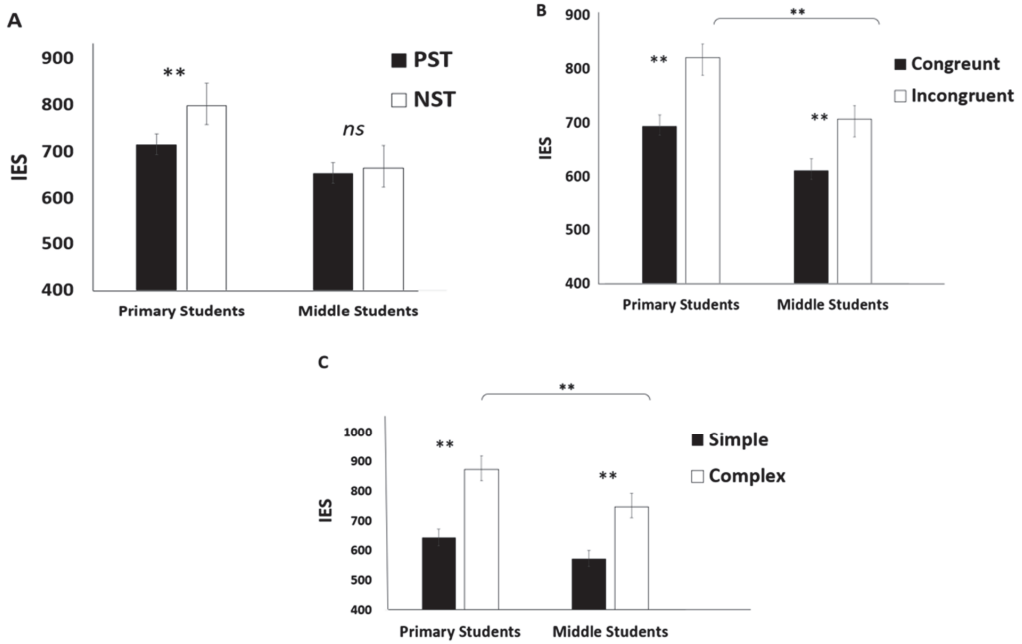 A
IES
900
800
700
600
500
400
**
ns
PST
NST
Primary Students
Middle Students
B
IES
900
800
700
600
500
400
**
**
**
Congreunt
Incongruent
Primary Students
Middle Students
C
IES
1000
900
800
700
600
500
400
**
**
**
Simple
Complex
Primary Students
Middle Students